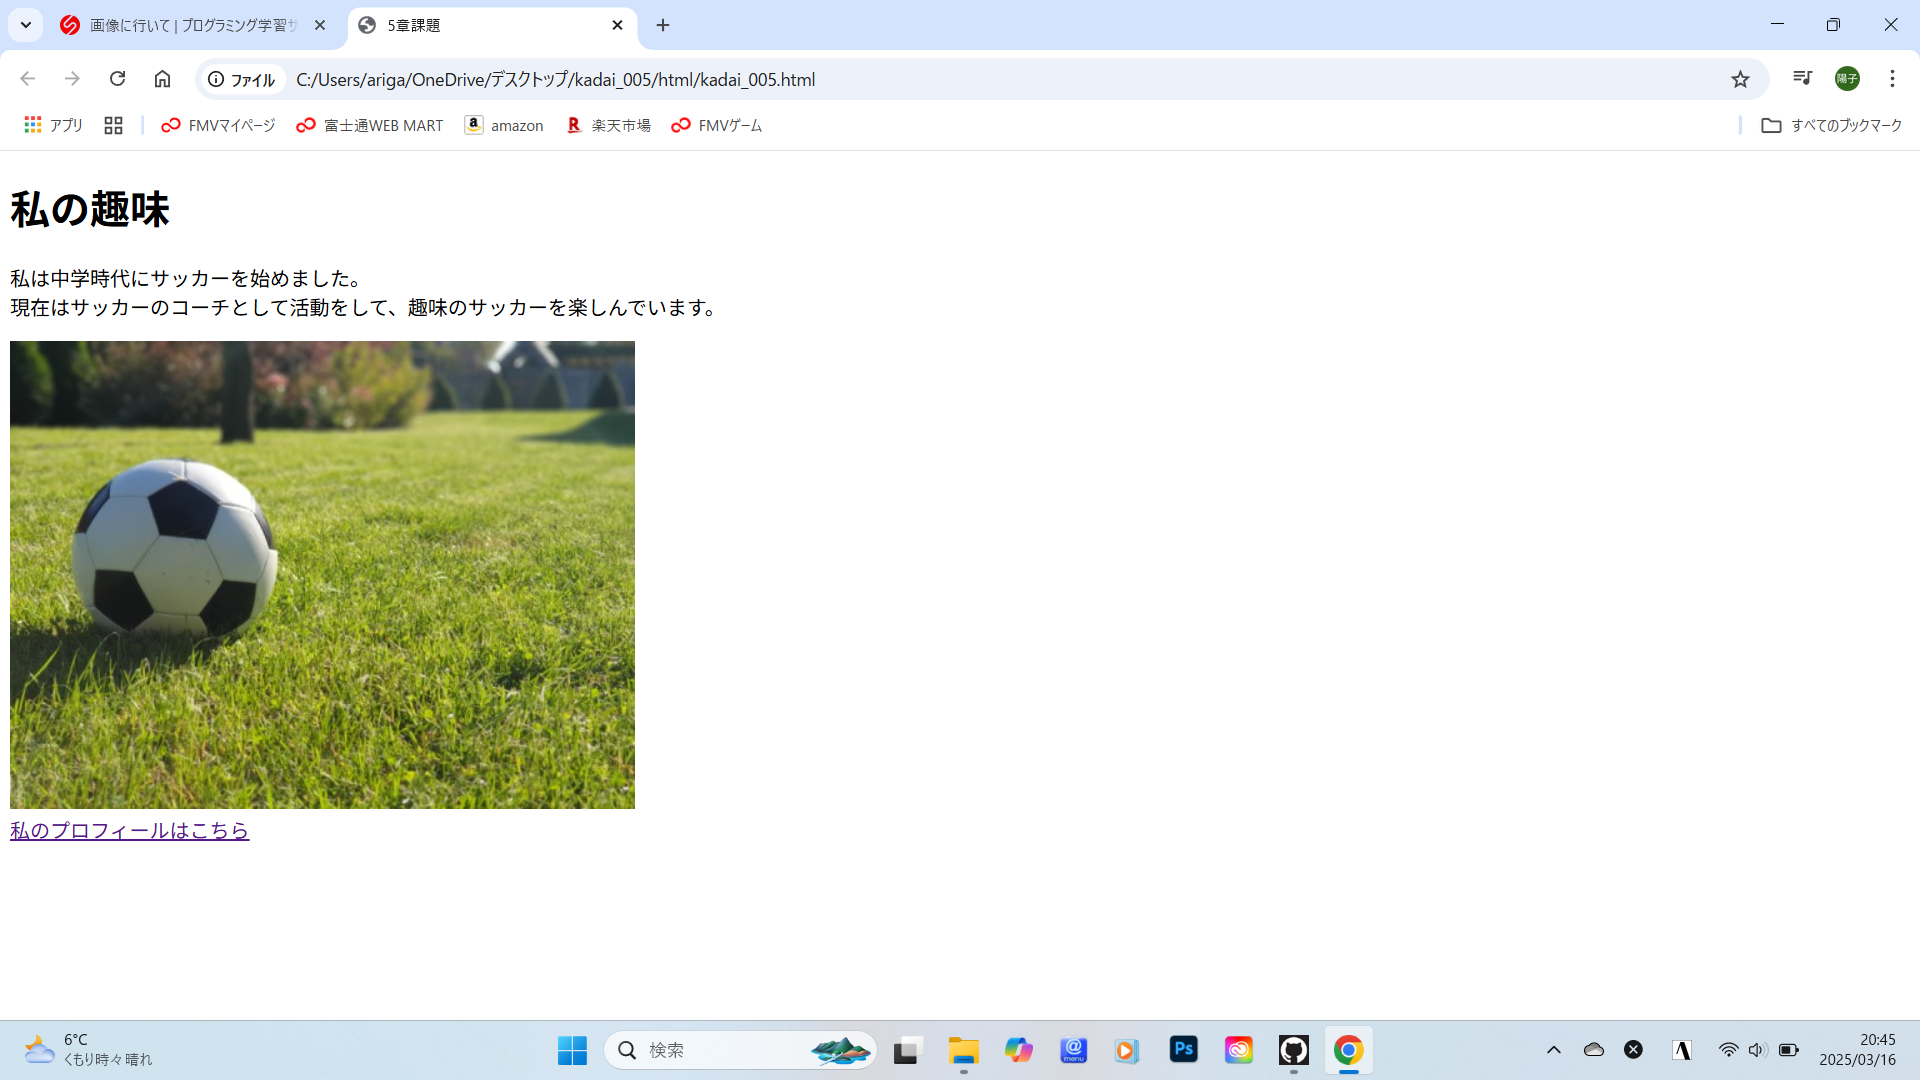 画像に行いて | プログラミング学習サ
5章課題
ファイル
C:/Users/ariga/OneDrive/デスクトップ/kadai_005/html/kadai_005.html
陽子
アプリ
FMVマイページ
富士通WEB MART
amazon
楽天市場
FMVゲーム
すべてのブックマーク
私の趣味
私は中学時代にサッカーを始めました。
現在はサッカーのコーチとして活動をして、趣味のサッカーを楽しんでいます。
私のプロフィールはこちら
6°C
くもり時々晴れ
検索
@
menu
Ps
A
20:45
2025/03/16